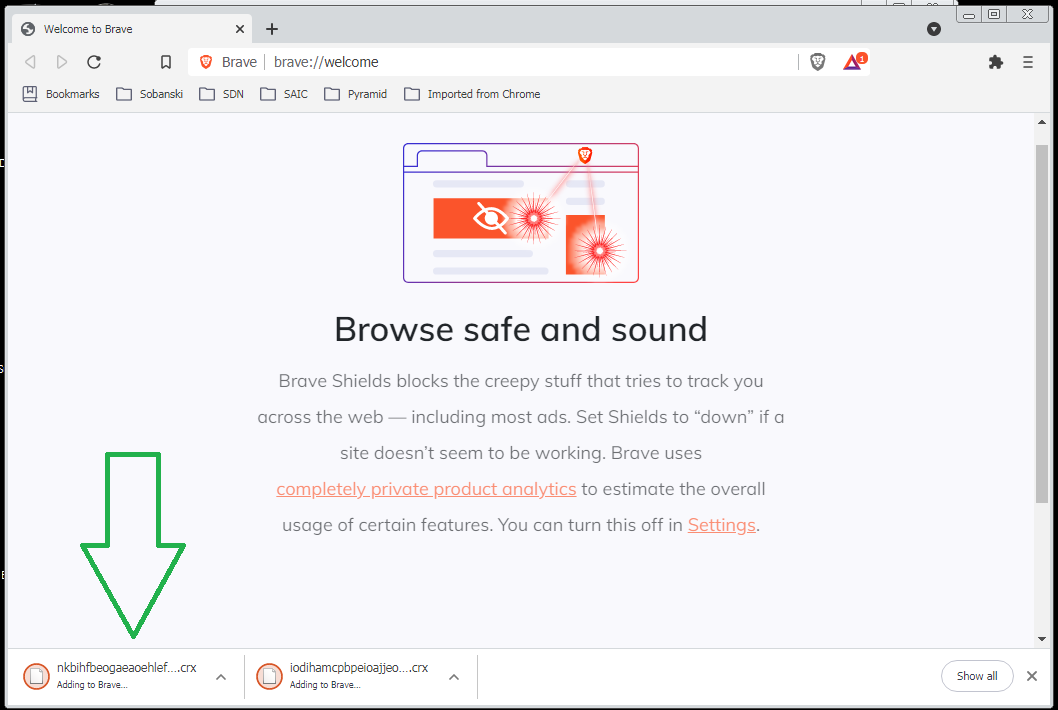 Welcome to Brave
Brave | brave://welcome
1
Bookmarks Sobanski SDN SAIC Pyramid Imported from Chrome
Browse safe and sound
Brave Shields blocks the creepy stuff that tries to track you
across the web — including most ads. Set Shields to “down” if a
site doesn’t seem to be working. Brave uses
completely private product analytics to estimate the overall
usage of certain features. You can turn this off in Settings.
nkbihfbeogaeaoehlef....crx
Adding to Brave...
iodihamcpbpeioajjeo....crx
Adding to Brave...
Show all